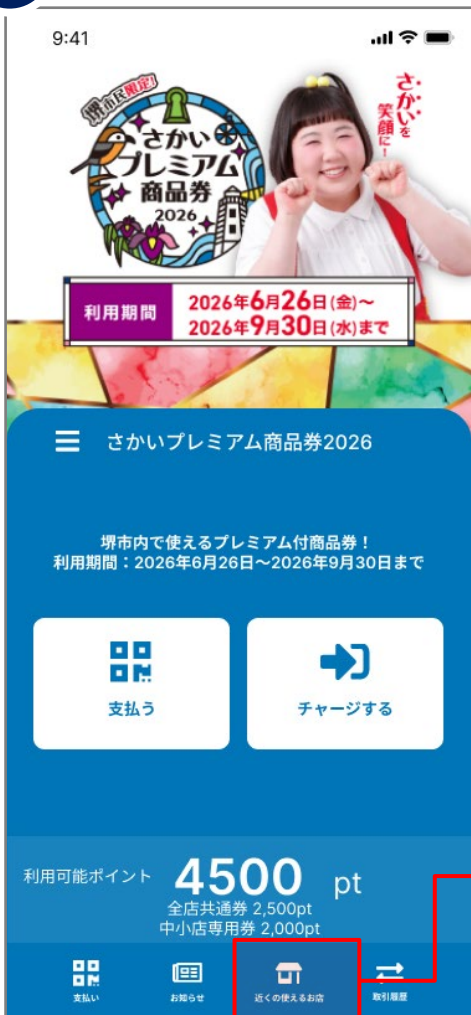 9:41
堺市民限定!
さかいを
笑顔に!
さかい
プレミアム
商品券
2026
利用期間
2026年6月26日(金)~
2026年9月30日(水)まで
さかいプレミアム商品券2026
堺市内で使えるプレミアム付商品券!
利用期間:2026年6月26日~2026年9月30日まで
支払う
チャージする
利用可能ポイント 4500 pt
全店共通券 2,500pt
中小店専用券 2,000pt
支払い
お知らせ
近くの使えるお店
取引履歴